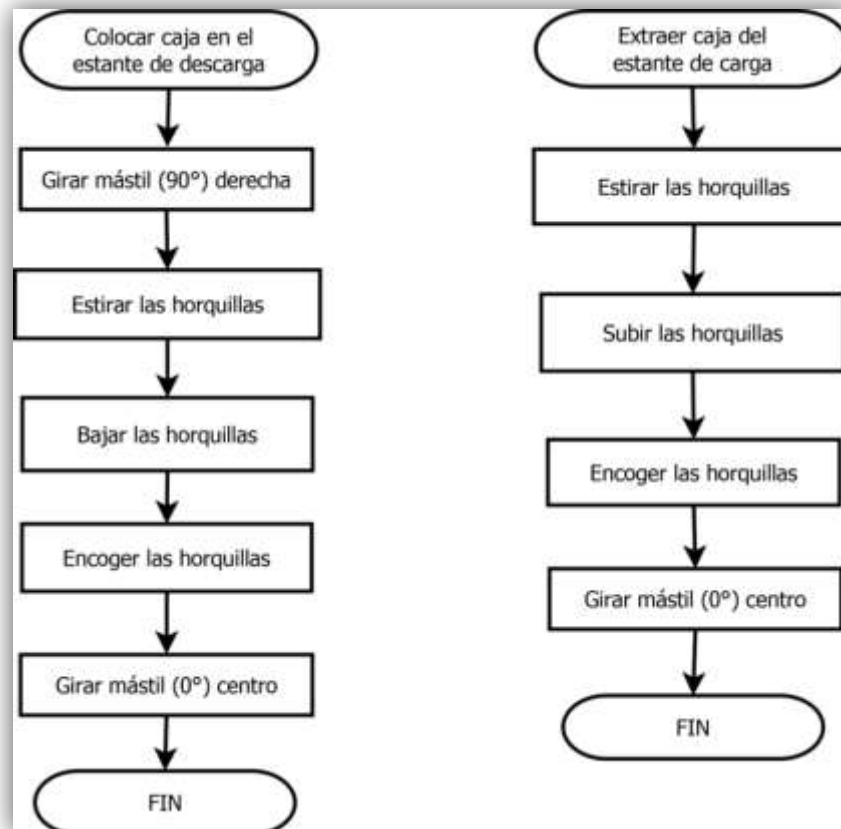 Colocar caja en el
estante de descarga
Girar mástil (90°) derecha
Estirar las horquillas
Bajar las horquillas
Encoger las horquillas
Girar mástil (0°) centro
FIN
Extraer caja del
estante de carga
Estirar las horquillas
Subir las horquillas
Encoger las horquillas
Girar mástil (0°) centro
FIN